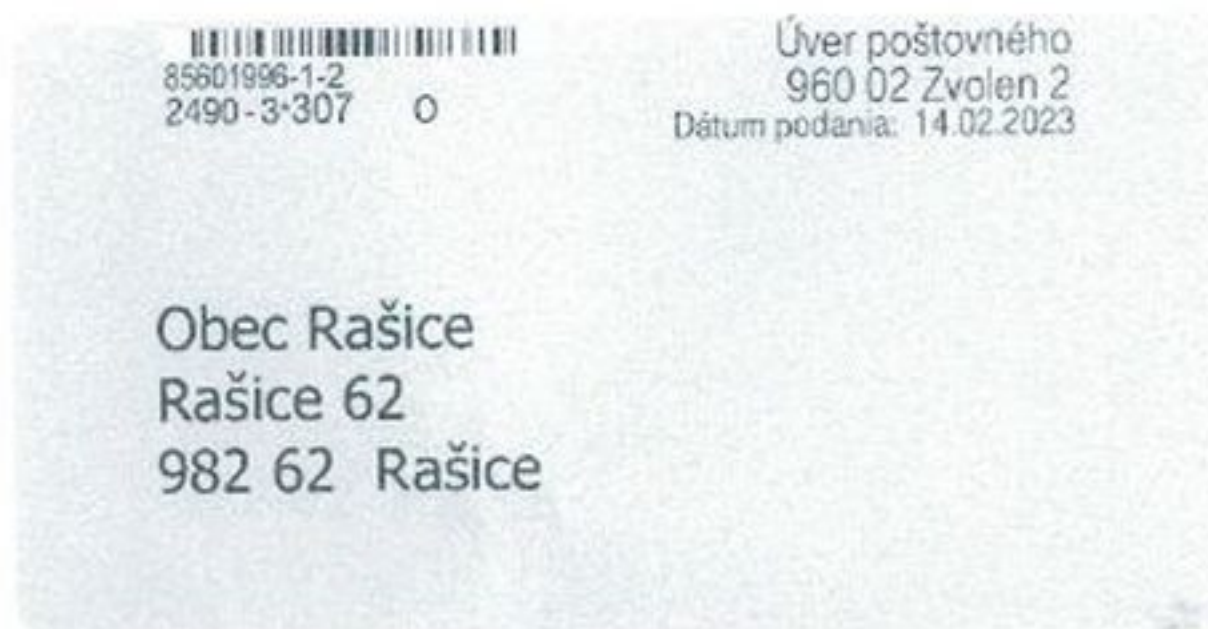 85601996-1-2
2490-3-307 O
Úver poštovného
960 02 Zvolen 2
Dátum podania: 14.02.2023
Obec Rašice
Rašice 62
982 62 Rašice